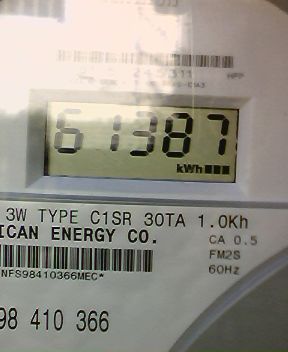 61387
kWh
3W TYPE C1SR 30TA 1.0Kh
ICAN ENERGY CO.
CA 0.5
FM2S
60Hz
NFS98410366MEC*
98 410 366